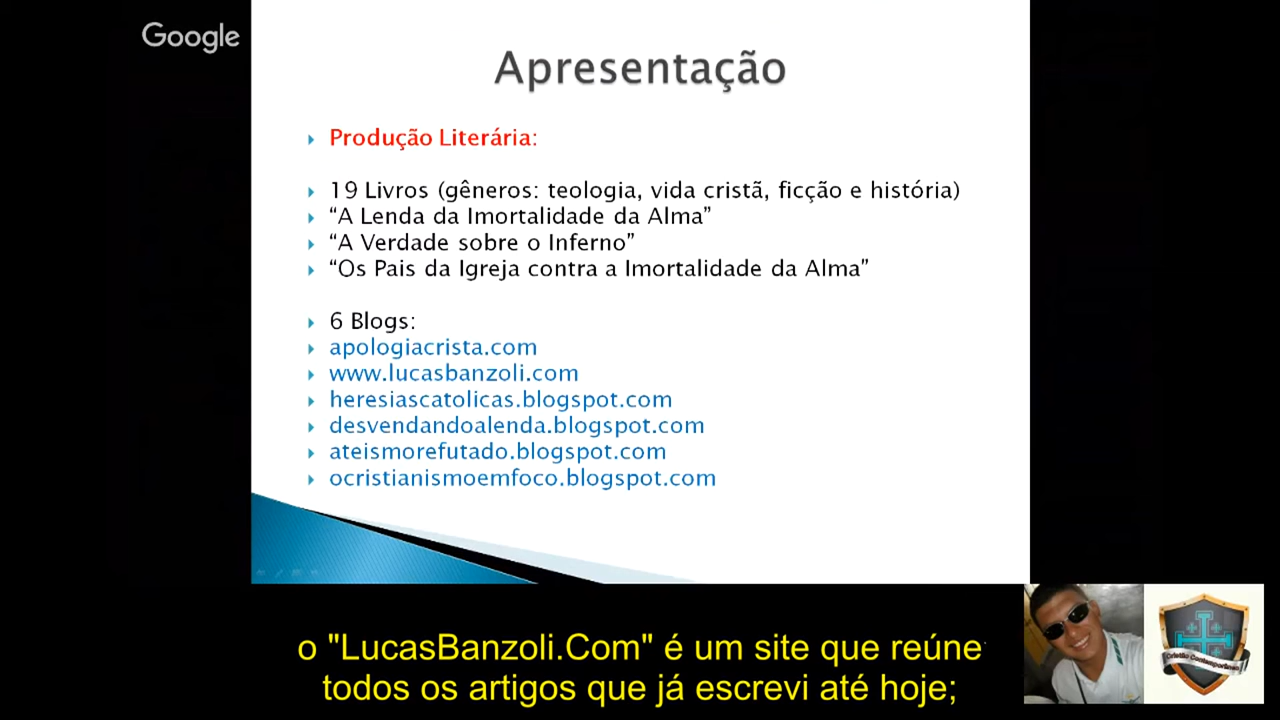 Google
Apresentação
Produção Literária:
19 Livros (gêneros: teologia, vida cristã, ficção e história)
“A Lenda da Imortalidade da Alma”
“A Verdade sobre o Inferno”
“Os Pais da Igreja contra a Imortalidade da Alma”
6 Blogs:
apologiacrista.com
www.lucasbanzoli.com
heresiascatolicas.blogspot.com
desvendandoalenda.blogspot.com
ateismorefutado.blogspot.com
ocristianismoemfoco.blogspot.com
Cristão Contemporâneo
o "LucasBanzoli.Com" é um site que reúne
todos os artigos que já escrevi até hoje;